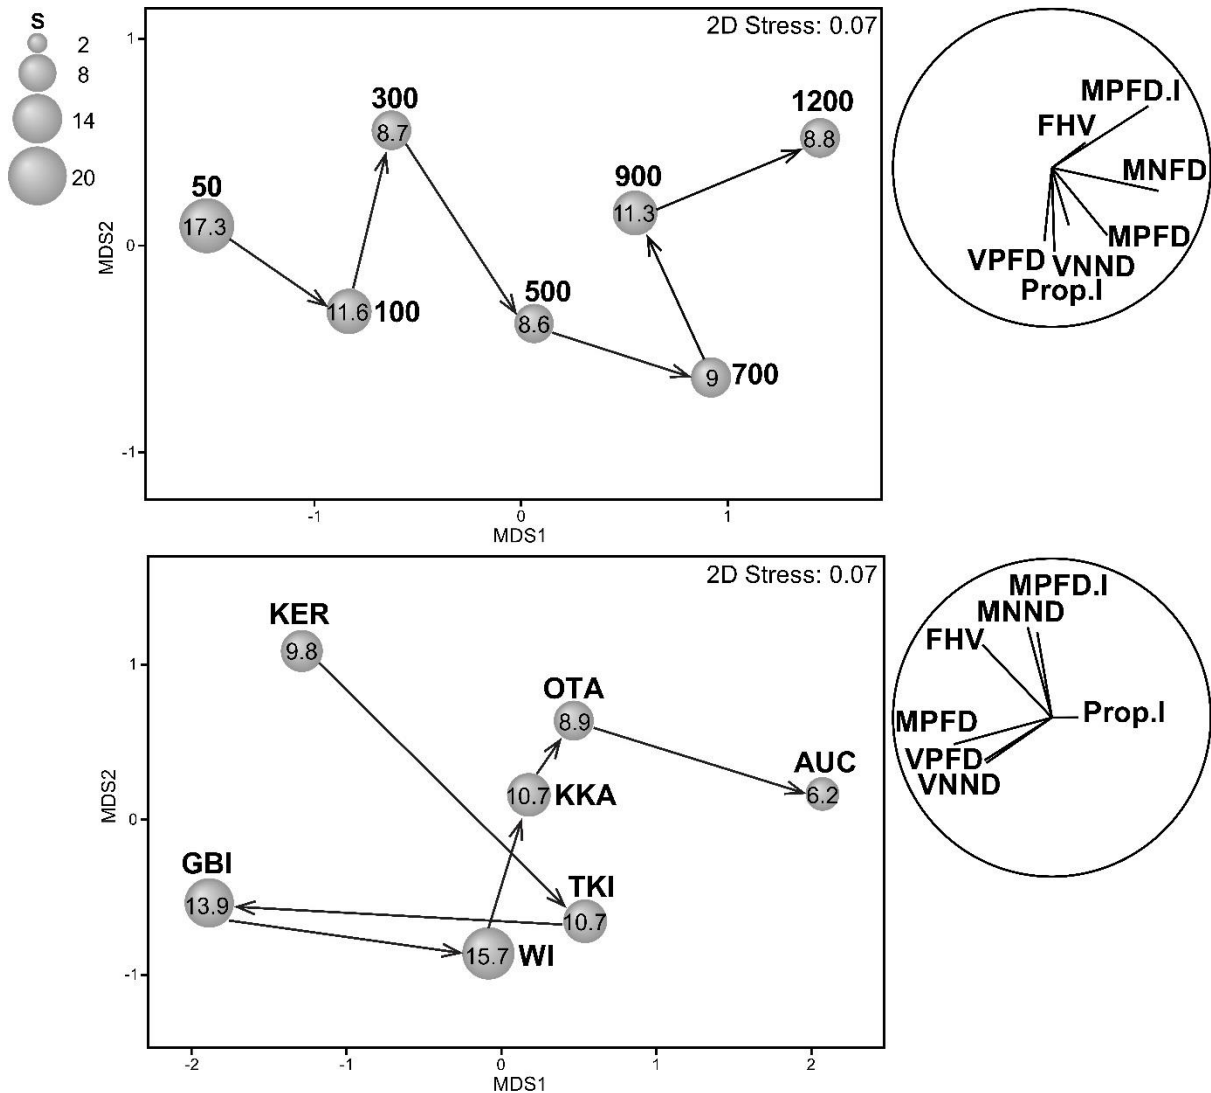 S
2
8
14
20
2D Stress: 0.07
MDS2
1
0
-1
50
17.3
11.6
100
300
8.7
500
8.6
9
700
900
11.3
1200
8.8
-1
0
1
MDS1
MPFD.I
FHV
MNFD
MPFD
VPFD
VNND
Prop.I
2D Stress: 0.07
MDS2
1
0
-1
KER
9.8
OTA
8.9
AUC
6.2
10.7
KKA
GBI
13.9
TKI
10.7
15.7
WI
-2
-1
0
1
2
MDS1
MPFD.I
MNND
FHV
Prop.I
MPFD
VPFD
VNND